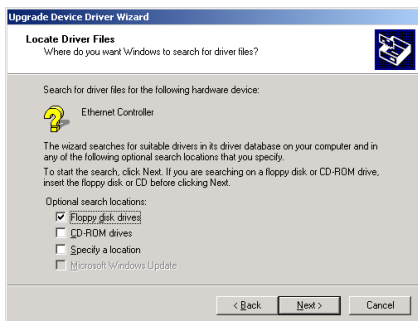 Upgrade Device Driver Wizard
Locate Driver Files
Where do you want Windows to search for driver files?
Search for driver files for the following hardware device:
Ethernet Controller
The wizard searches for suitable drivers in its driver database on your computer and in
any of the following optional search locations that you specify.
To start the search, click Next. If you are searching on a floppy disk or CD-ROM drive,
insert the floppy disk or CD before clicking Next.
Optional search locations:
Floppy disk drives
CD-ROM drives
Specify a location
Microsoft Windows Update
< Back Next > Cancel